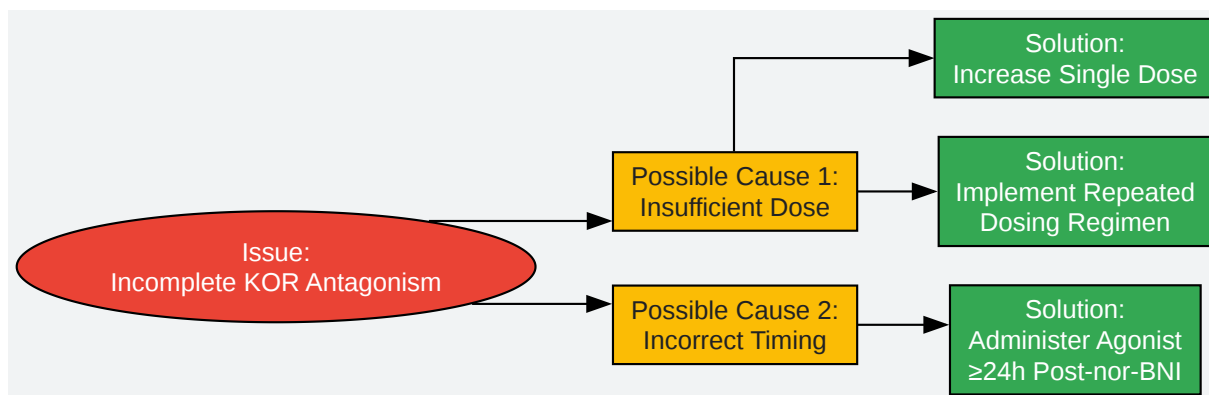 Issue:
Incomplete KOR Antagonism
Possible Cause 1:
Insufficient Dose
Possible Cause 2:
Incorrect Timing
Solution:
Increase Single Dose
Solution:
Implement Repeated
Dosing Regimen
Solution:
Administer Agonist
≥24h Post-nor-BNI